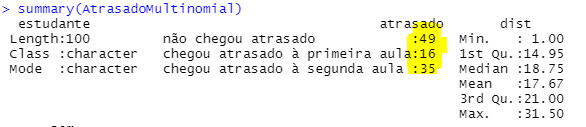 > summary(AtrasadoMultinomial)
estudante atrasado dist
Length:100 não chegou atrasado :49 Min. : 1.00
Class :character chegou atrasado à primeira aula:16 1st Qu.:14.95
Mode :character chegou atrasado à segunda aula :35 Median :18.75
Mean :17.67
3rd Qu.:21.00
Max. :31.50